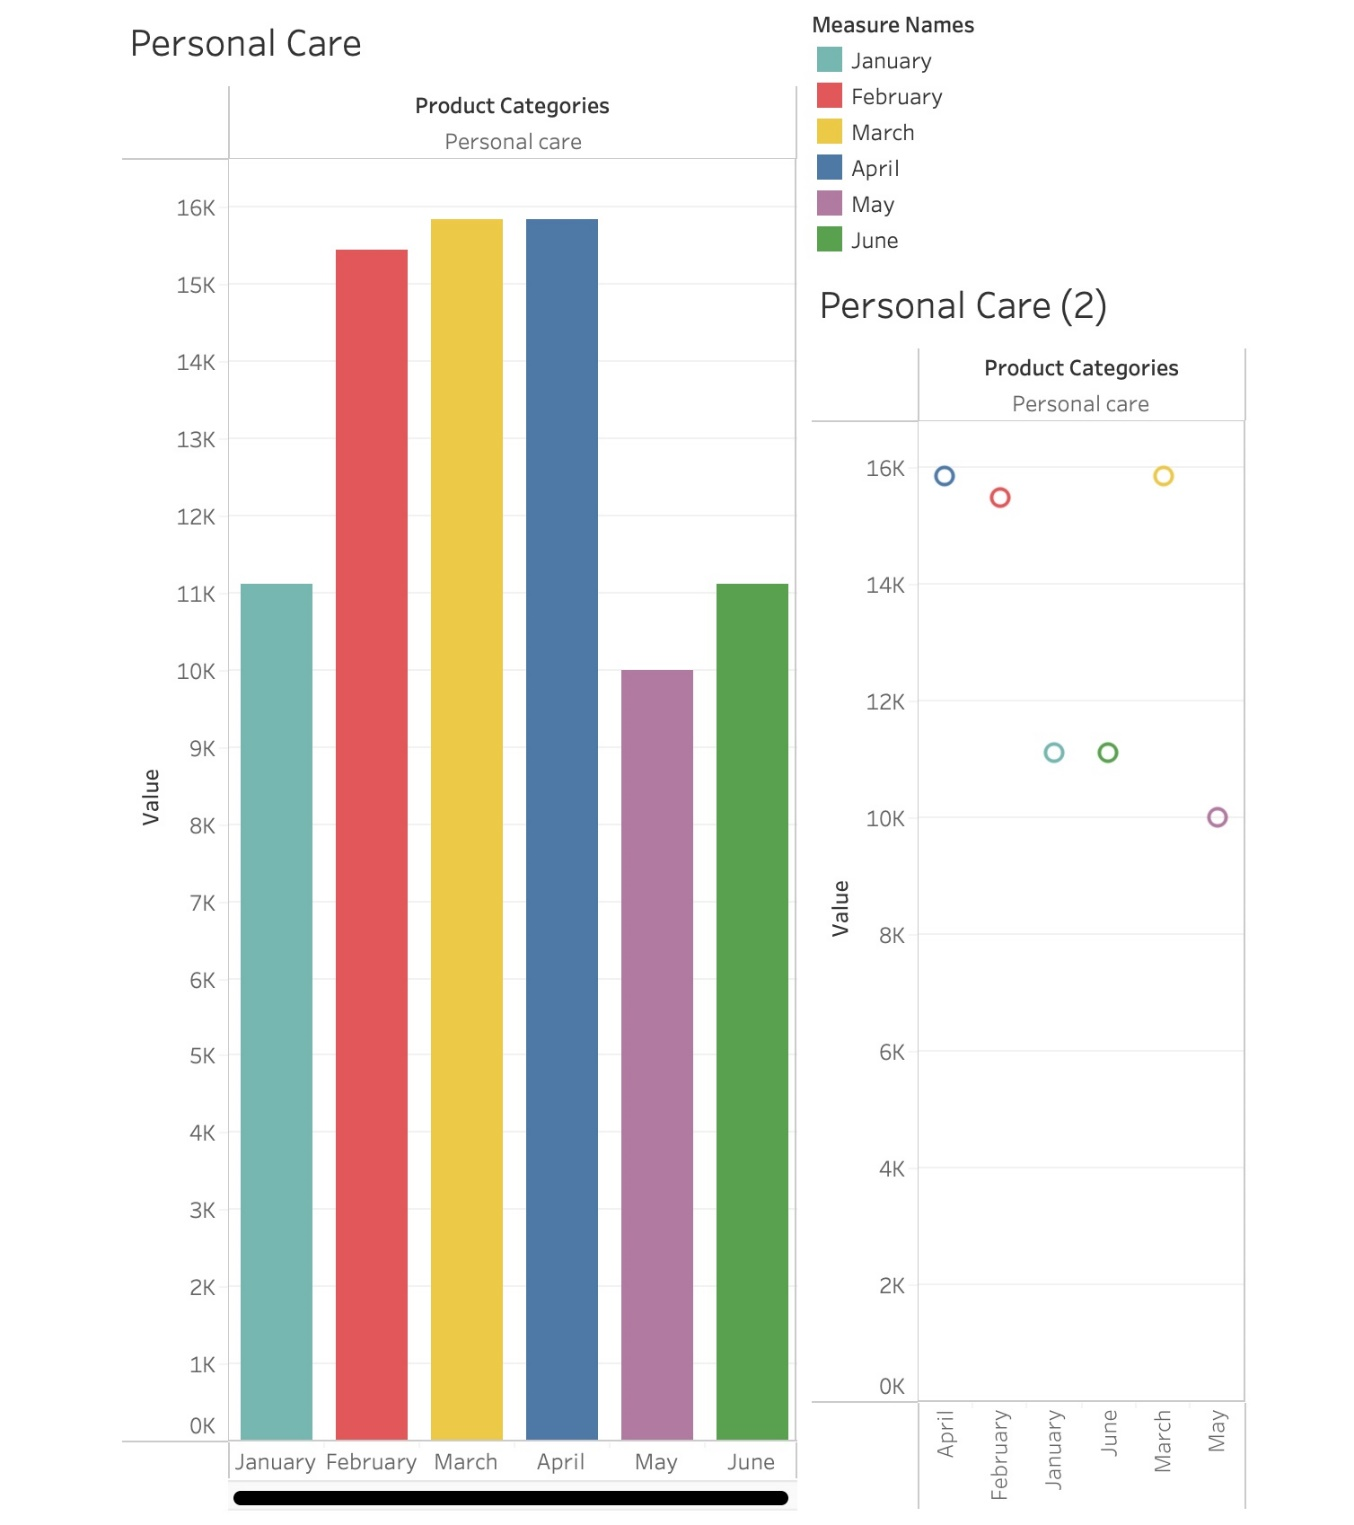 Personal Care
Product Categories
Personal care
16K
15K
14K
13K
12K
11K
10K
9K
8K
7K
6K
5K
4K
3K
2K
1K
0K
Value
January February March April May June
Measure Names
January
February
March
April
May
June
Personal Care (2)
Product Categories
Personal care
16K
14K
12K
10K
8K
6K
4K
2K
0K
Value
April
February
January
June
March
May